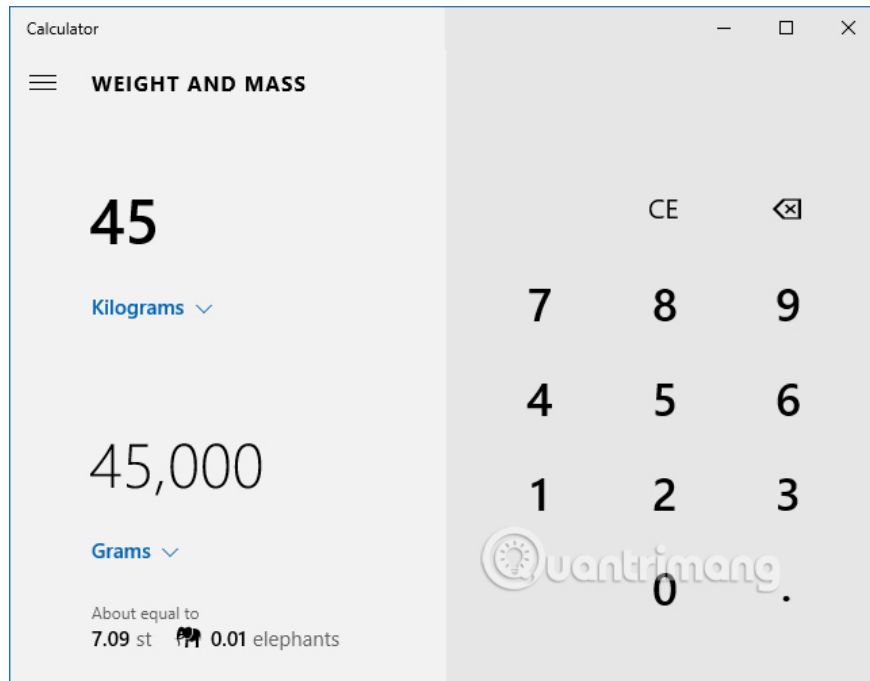 Calculator
WEIGHT AND MASS
45
Kilograms
45,000
Grams
About equal to
7.09 st 0.01 elephants
CE
7 8 9
4 5 6
1 2 3
Quantrimang
0 .